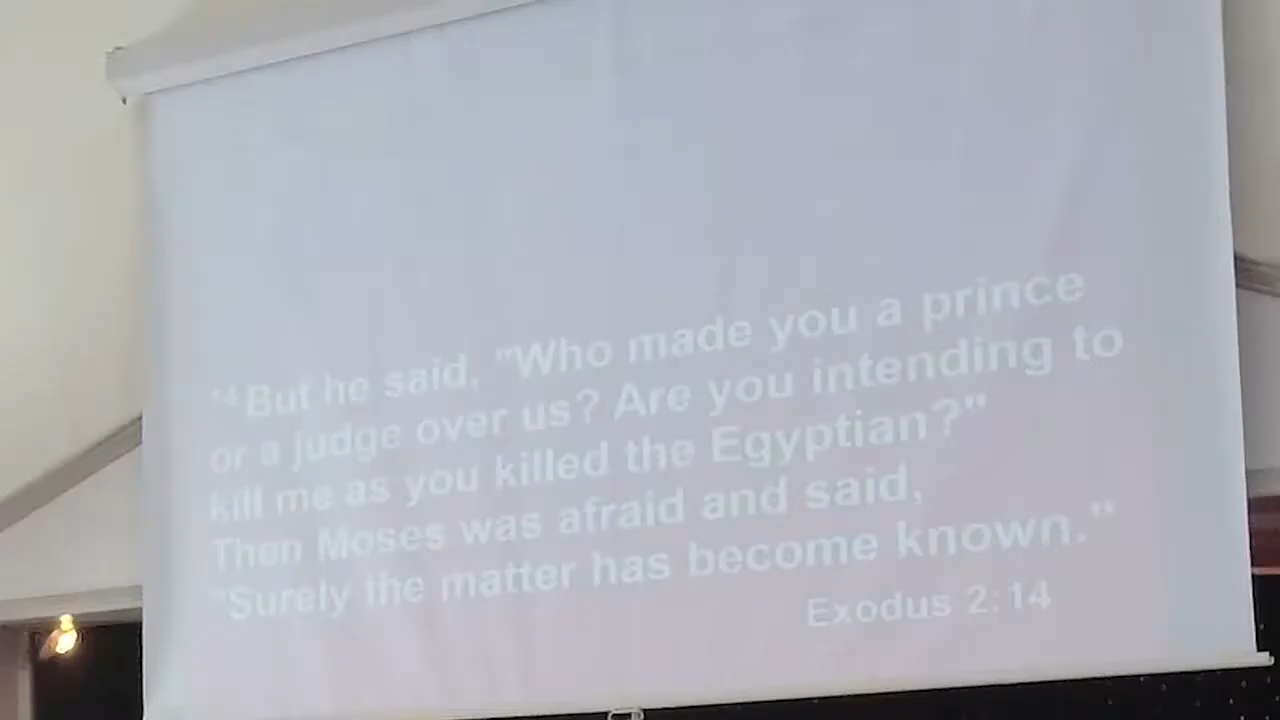 14 But he said, "Who made you a prince
or a judge over us? Are you intending to
kill me as you killed the Egyptian?"
Then Moses was afraid and said,
"Surely the matter has become known."
Exodus 2:14